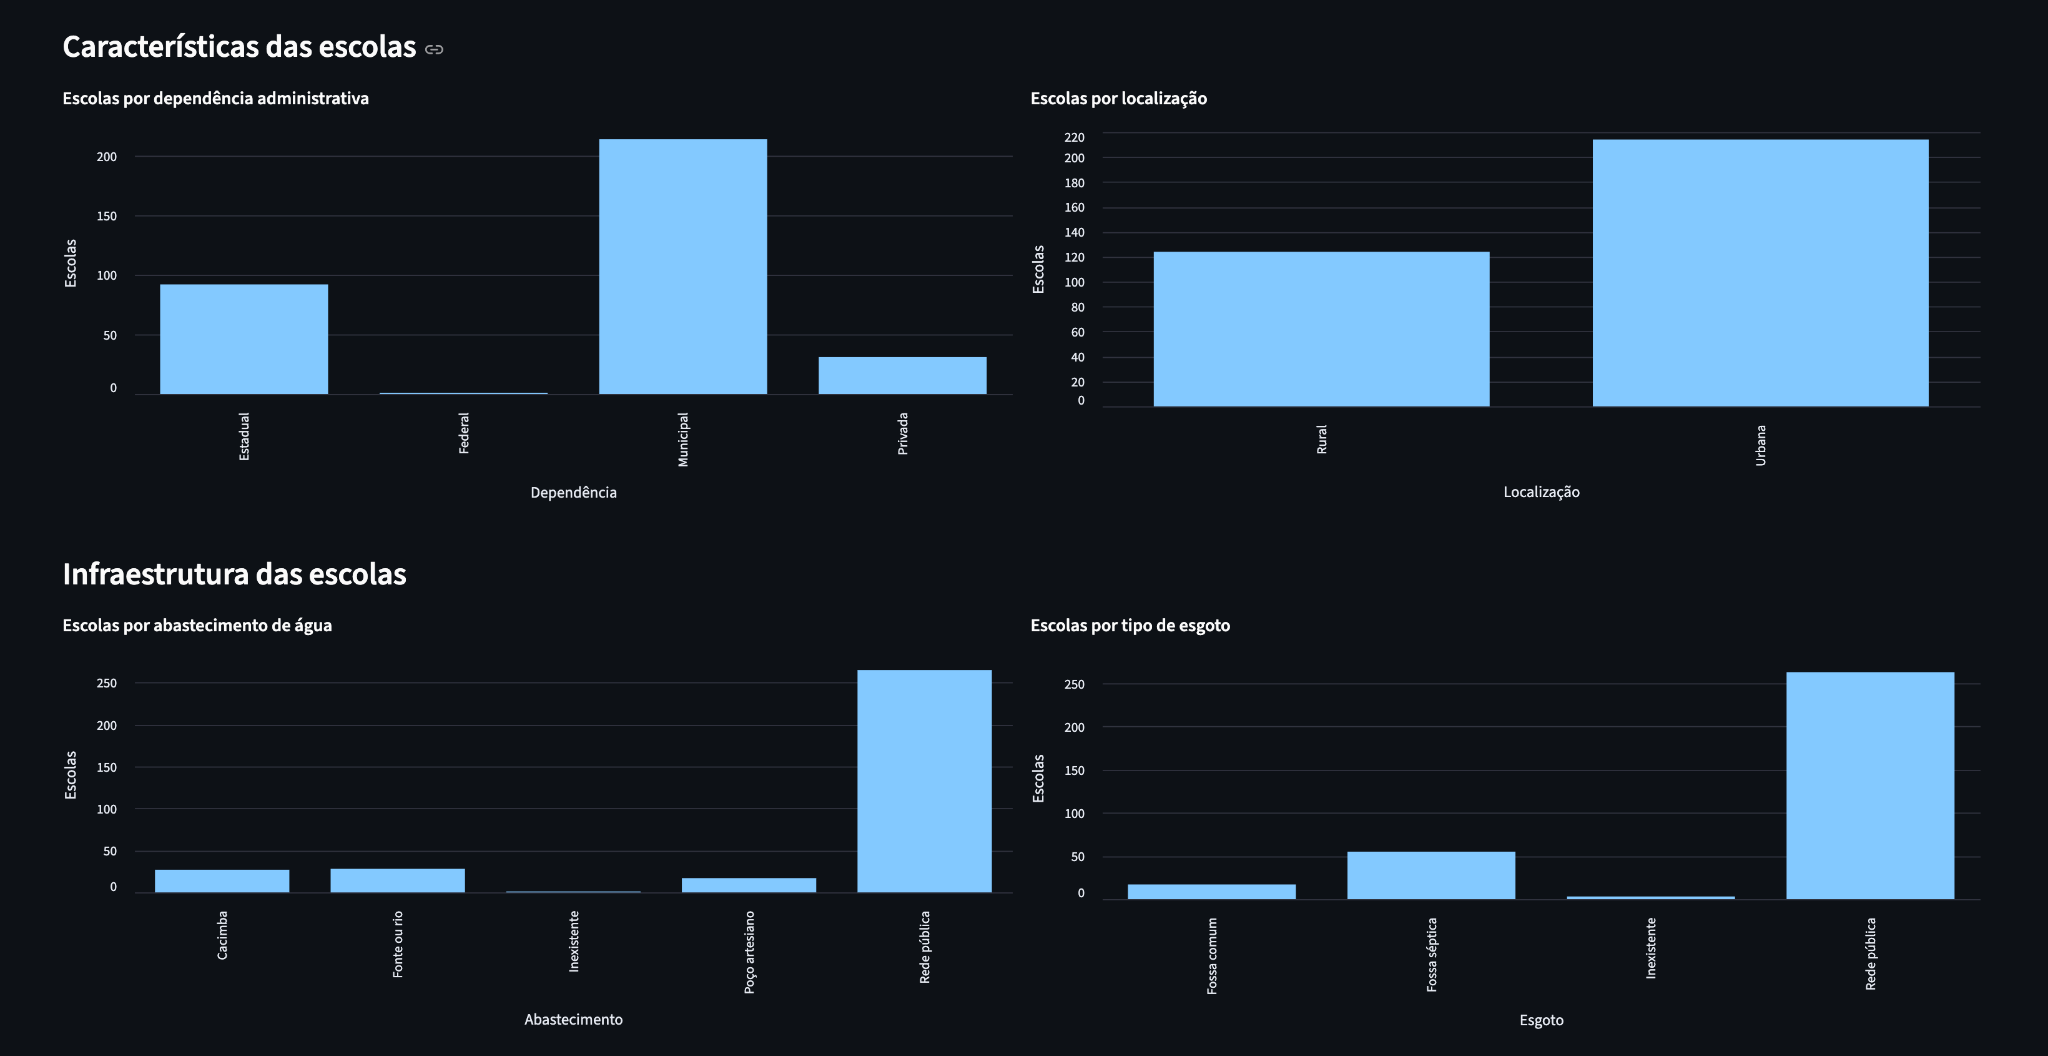 Características das escolas
Escolas por dependência administrativa
200
150
100
50
0
Escolas
Estadual
Federal
Municipal
Privada
Dependência
Escolas por localização
220
200
180
160
140
120
100
80
60
40
20
0
Escolas
Rural
Urbana
Localização
Infraestrutura das escolas
Escolas por abastecimento de água
250
200
150
100
50
0
Escolas
Cacimba
Fonte ou rio
Inexistente
Poço artesiano
Rede pública
Abastecimento
Escolas por tipo de esgoto
250
200
150
100
50
0
Escolas
Fossa comum
Fossa séptica
Inexistente
Rede pública
Esgoto